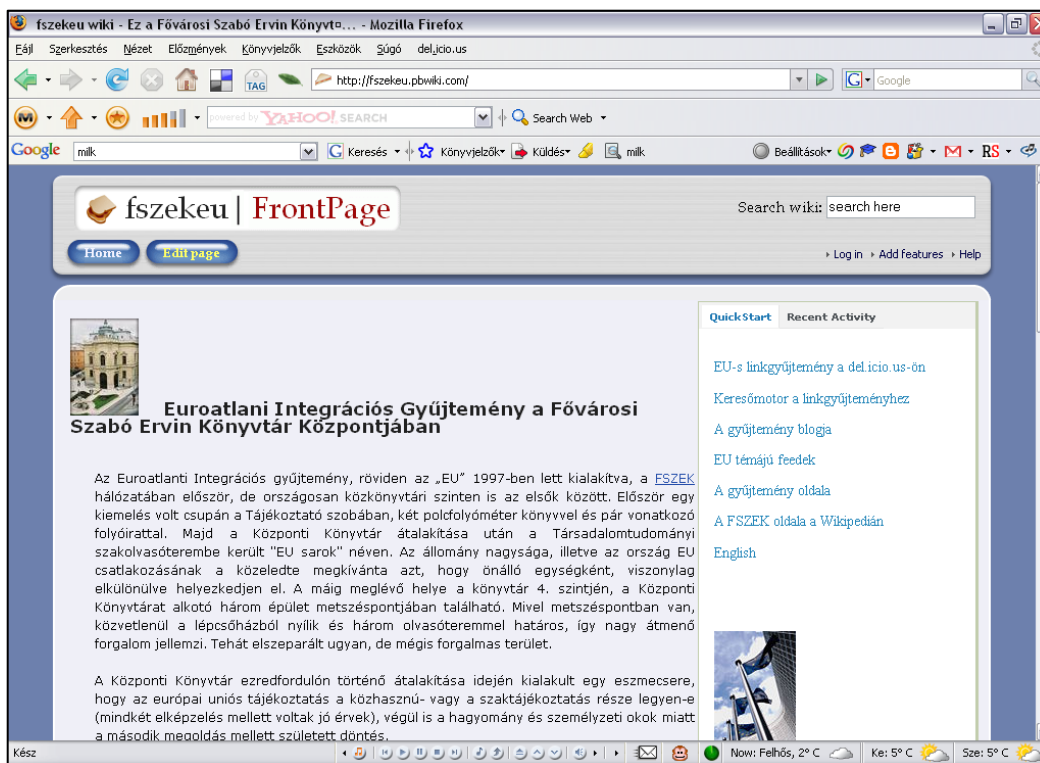 fszekeu wiki - Ez a Fővárosi Szabó Ervin Könyvt¤... - Mozilla Firefox
Fájl Szerkesztés Nézet Előzmények Könyvjelzők Eszközök Súgó del.icio.us
TAG http://fszekeu.pbwiki.com/ G Google
M powered by YAHOO! SEARCH Search Web
Google milk G Keresés Könyvjelzők Küldés milk Beállítások RS
fszekeu | FrontPage
Search wiki: search here
Home Edit page
Log in Add features Help
QuickStart Recent Activity
EU-s linkgyűjtemény a del.icio.us-ön
Keresőmotor a linkgyűjteményhez
A gyűjtemény blogja
EU témájú feedek
A gyűjtemény oldala
A FSZEK oldala a Wikipedián
English
Euroatlani Integrációs Gyűjtemény a Fővárosi
Szabó Ervin Könyvtár Központjában
Az Euroatlanti Integrációs gyűjtemény, röviden az „EU” 1997-ben lett kialakítva, a FSZEK
hálózatában először, de országosan közkönyvtári szinten is az elsők között. Először egy
kiemelés volt csupán a Tájékoztató szobában, két polcfolyóméter könyvvel és pár vonatkozó
folyóirattal. Majd a Központi Könyvtár átalakítása után a Társadalomtudományi
szakolvasóterembe került "EU sarok" néven. Az állomány nagysága, illetve az ország EU
csatlakozásának a közeledte megkívánta azt, hogy önálló egységként, viszonylag
elkülönülve helyezkedjen el. A máig meglévő helye a könyvtár 4. szintjén, a Központi
Könyvtárat alkotó három épület metszéspontjában található. Mivel metszéspontban van,
közvetlenül a lépcsőházból nyílik és három olvasóteremmel határos, így nagy átmenő
forgalom jellemzi. Tehát elszeparált ugyan, de mégis forgalmas terület.
A Központi Könyvtár ezredfordulón történő átalakítása idején kialakult egy eszmecsere,
hogy az európai uniós tájékoztatás a közhasznú- vagy a szaktájékoztatás része legyen-e
(mindkét elképzelés mellett voltak jó érvek), végül is a hagyomány és személyzeti okok miatt
a második megoldás mellett született döntés.
Kész Now: Felhős, 2° C Ke: 5° C Sze: 5° C